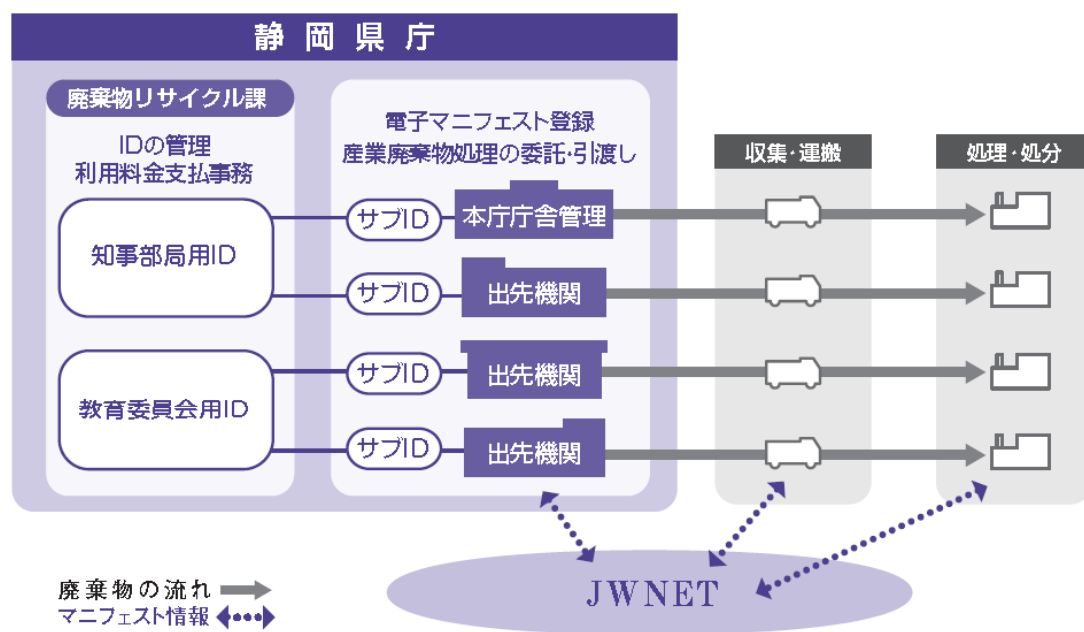 静岡県庁
廃棄物リサイクル課
IDの管理
利用料金支払事務
知事部局用ID
教育委員会用ID
電子マニフェスト登録
産業廃棄物処理の委託・引渡し
サブID
本庁庁舎管理
サブID
出先機関
サブID
出先機関
サブID
出先機関
収集・運搬
処理・処分
JWNET
廃棄物の流れ
マニフェスト情報